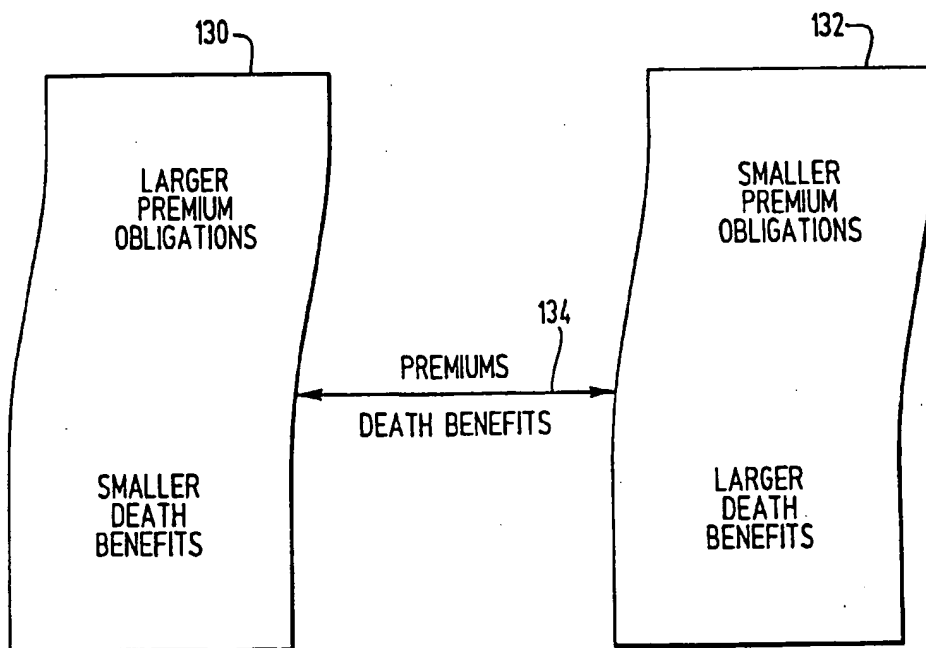 130
132
LARGER
PREMIUM
OBLIGATIONS
SMALLER
PREMIUM
OBLIGATIONS
134
PREMIUMS
DEATH BENEFITS
SMALLER
DEATH
BENEFITS
LARGER
DEATH
BENEFITS